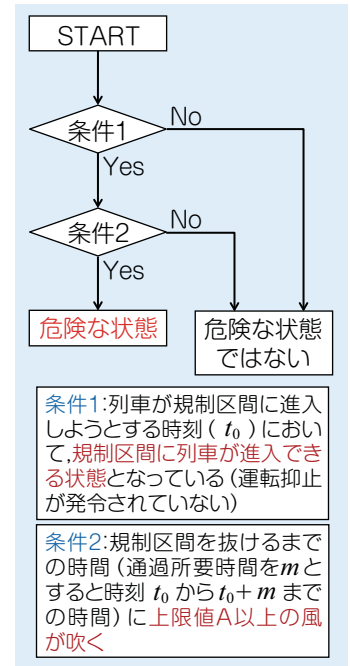 START
条件1
No
Yes
条件2
No
Yes
危険な状態
危険な状態
ではない
条件1:列車が規制区間に進入
しようとする時刻( t₀ )におい
て,規制区間に列車が進入でき
る状態となっている(運転抑止
が発令されていない)
条件2:規制区間を抜けるまで
の時間(通過所要時間をmと
すると時刻 t₀ から t₀+ m まで
の時間)に上限値A以上の風
が吹く